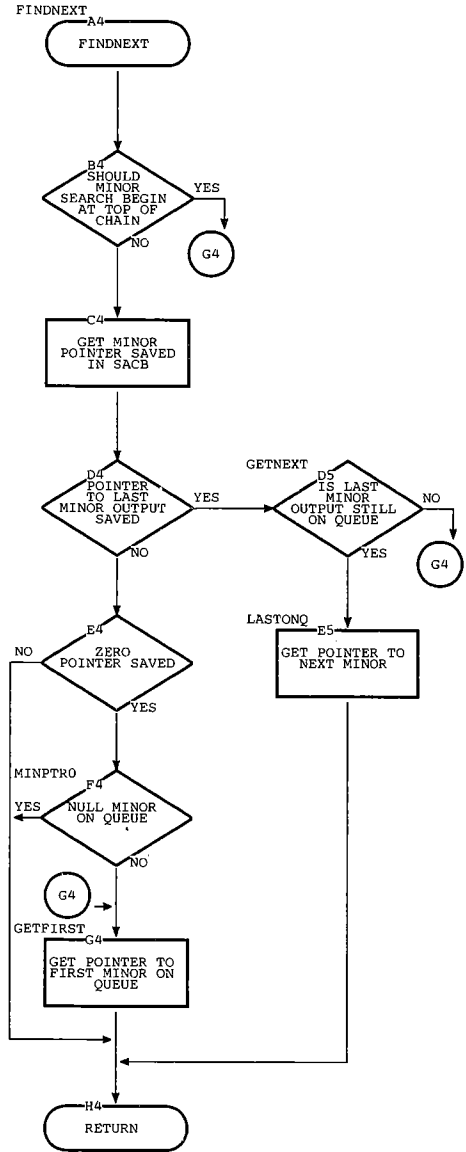 FINDNEXT
A4
FINDNEXT
B4
SHOULD
MINOR
SEARCH BEGIN
AT TOP OF
CHAIN
YES
G4
NO
C4
GET MINOR
POINTER SAVED
IN SACB
D4
POINTER
TO LAST
MINOR OUTPUT
SAVED
YES
NO
GETNEXT
D5
IS LAST
MINOR
OUTPUT STILL
ON QUEUE
NO
G4
YES
LASTONQ
E5
GET POINTER TO
NEXT MINOR
E4
ZERO
POINTER SAVED
NO
YES
MINPTR0
F4
NULL MINOR
ON QUEUE
YES
NO
G4
GETFIRST
G4
GET POINTER TO
FIRST MINOR ON
QUEUE
H4
RETURN